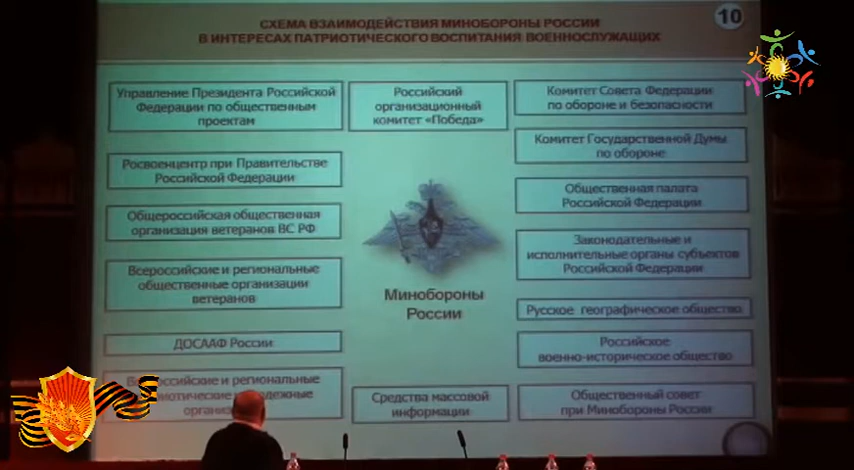 10
СХЕМА ВЗАИМОДЕЙСТВИЯ МИНОБОРОНЫ РОССИИ
В ИНТЕРЕСАХ ПАТРИОТИЧЕСКОГО ВОСПИТАНИЯ ВОЕННОСЛУЖАЩИХ
Управление Президента Российской
Федерации по общественным
проектам
Росвоенцентр при Правительстве
Российской Федерации
Общероссийская общественная
организация ветеранов ВС РФ
Всероссийские и региональные
общественные организации
ветеранов
ДОСААФ России
и региональные
Российский
организационный
комитет «Победа»
Минобороны
России
Средства массовой
информации
Комитет Совета Федерации
по обороне и безопасности
Комитет Государственной Думы
по обороне
Общественная палата
Российской Федерации
Законодательные и
исполнительные органы субъектов
Российской Федерации
Русское географическое общество
Российское
военно-историческое общество
Общественный совет
при Минобороны России